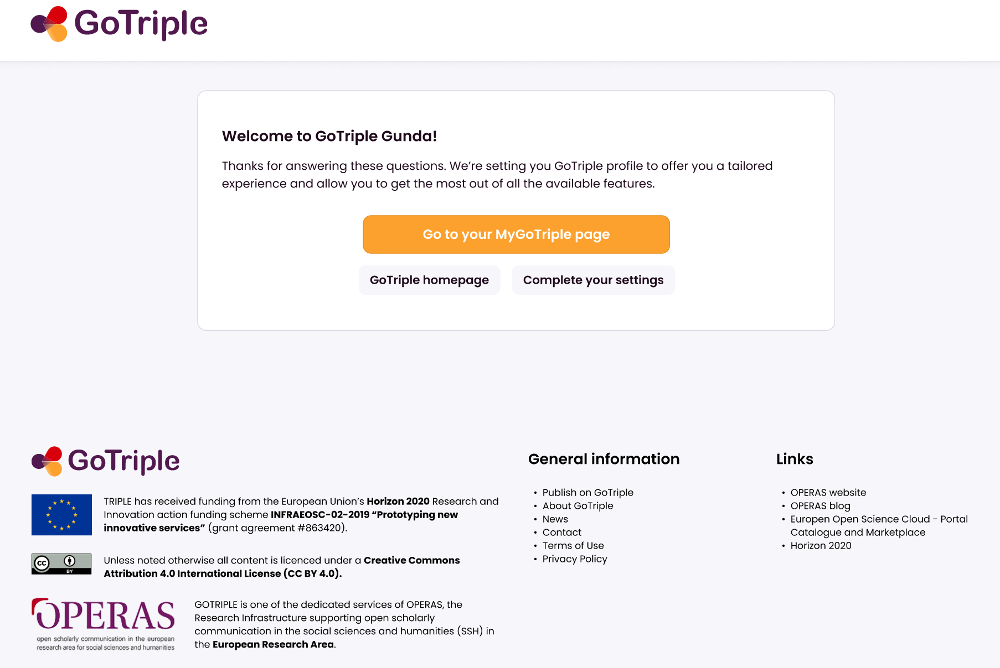 GoTriple
Welcome to GoTriple Gunda!
Thanks for answering these questions. We’re setting you GoTriple profile to offer you a tailored
experience and allow you to get the most out of all the available features.
Go to your MyGoTriple page
GoTriple homepage
Complete your settings
GoTriple
TRIPLE has received funding from the European Union’s Horizon 2020 Research and
Innovation action funding scheme INFRAEOSC-02-2019 “Prototyping new
innovative services” (grant agreement #863420).
cc
BY
Unless noted otherwise all content is licenced under a Creative Commons
Attribution 4.0 International License (CC BY 4.0).
OPERAS
open scholarly communication in the european
research area for social sciences and humanities
GOTRIPLE is one of the dedicated services of OPERAS, the
Research Infrastructure supporting open scholarly
communication in the social sciences and humanities (SSH) in
the European Research Area.
General information
• Publish on GoTriple
• About GoTriple
• News
• Contact
• Terms of Use
• Privacy Policy
Links
• OPERAS website
• OPERAS blog
• Europen Open Science Cloud - Portal
Catalogue and Marketplace
• Horizon 2020